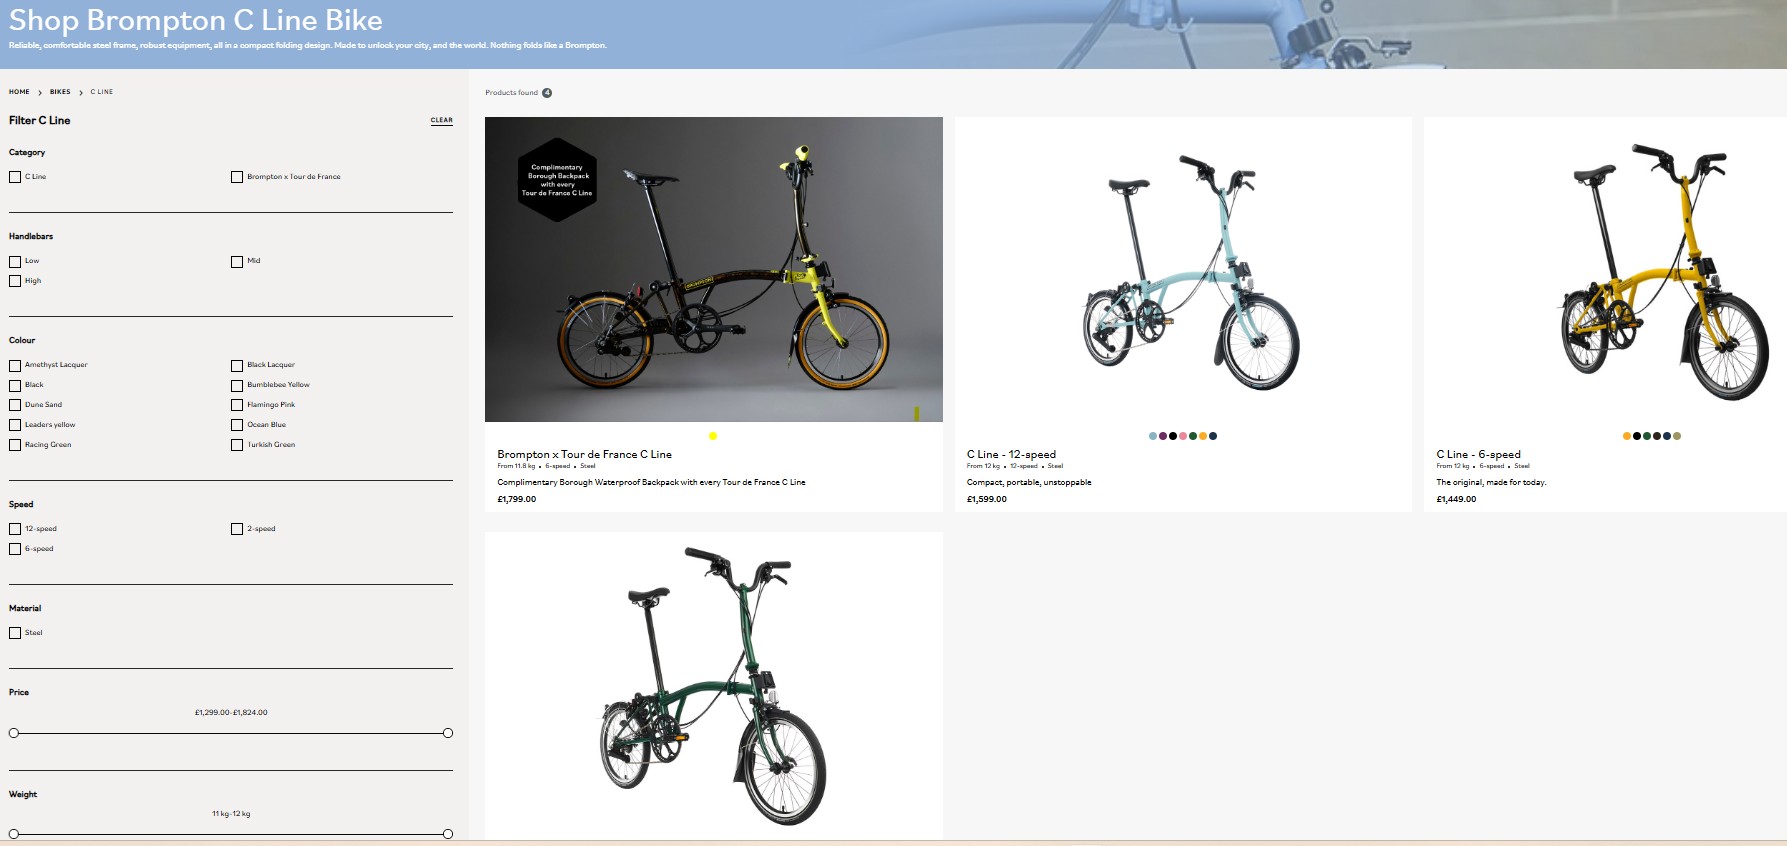 Shop Brompton C Line Bike
Reliable, comfortable steel frame, robust equipment, all in a compact folding design. Made to unlock your city, and the world. Nothing folds like a Brompton.
HOME > BIKES > C LINE
Filter C Line
CLEAR
Category
C Line
Brompton x Tour de France
Handlebars
Low
Mid
High
Colour
Amethyst Lacquer
Black Lacquer
Black
Bumblebee Yellow
Dune Sand
Flamingo Pink
Leaders yellow
Ocean Blue
Racing Green
Turkish Green
Speed
12-speed
2-speed
6-speed
Material
Steel
Price
£1,299.00-£1,824.00
Weight
11 kg-12 kg
Products found 4
Complimentary
Borough Backpack
with every
Tour de France C Line
BROMPTON
Brompton x Tour de France C Line
From 11.8 kg • 6-speed • Steel
Complimentary Borough Waterproof Backpack with every Tour de France C Line
£1,799.00
C Line - 12-speed
From 12 kg • 12-speed • Steel
Compact, portable, unstoppable
£1,599.00
C Line - 6-speed
From 12 kg • 6-speed • Steel
The original, made for today.
£1,449.00